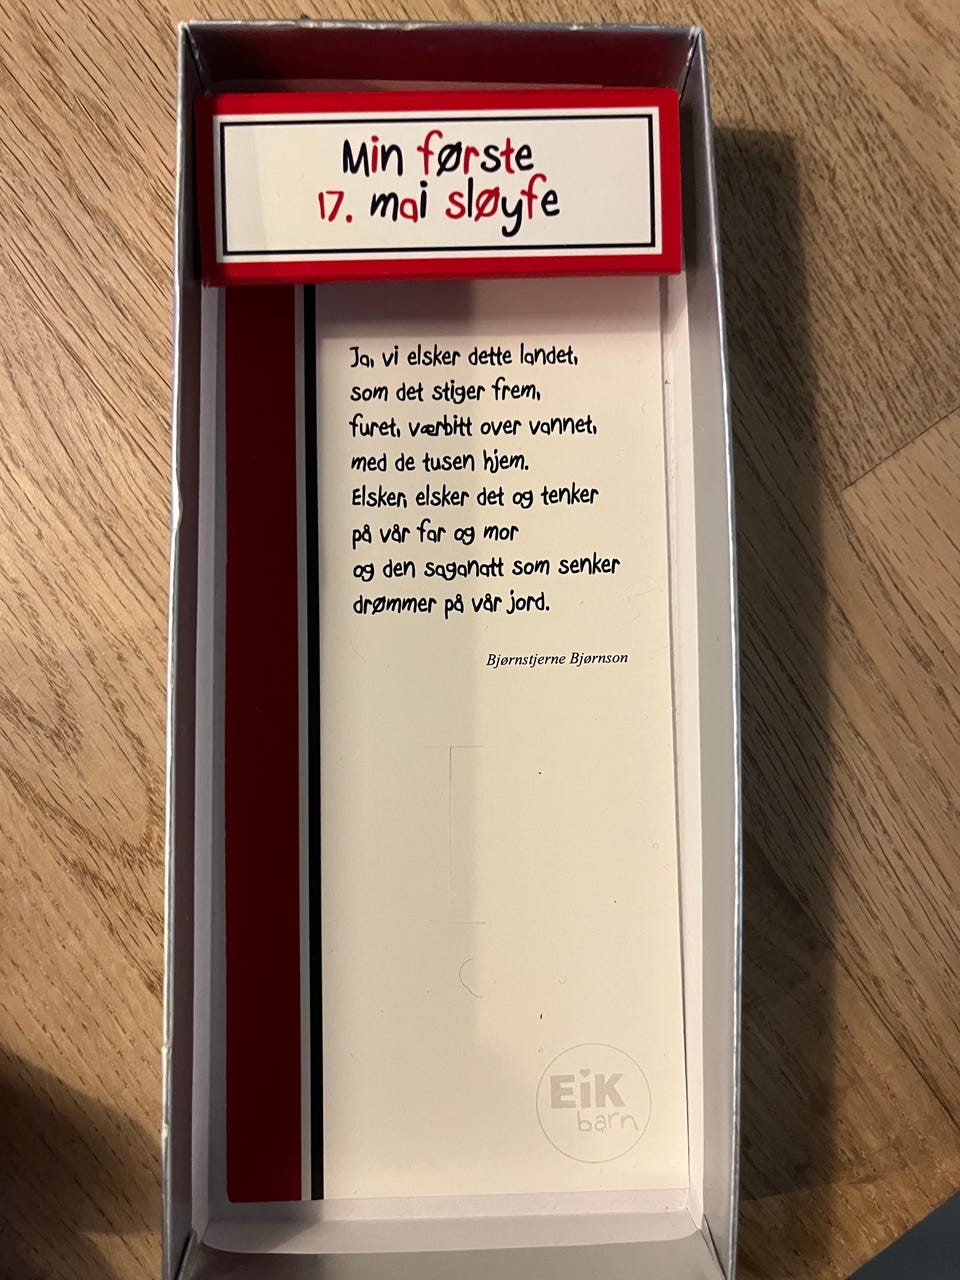 Min første
17. mai sløyfe
Ja, vi elsker dette landet,
som det stiger frem,
furet, værbitt over vannet,
med de tusen hjem.
Elsker, elsker det og tenker
på vår far og mor
og den saganatt som senker
drømmer på vår jord.
Bjørnstjerne Bjørnson
EiK
barn